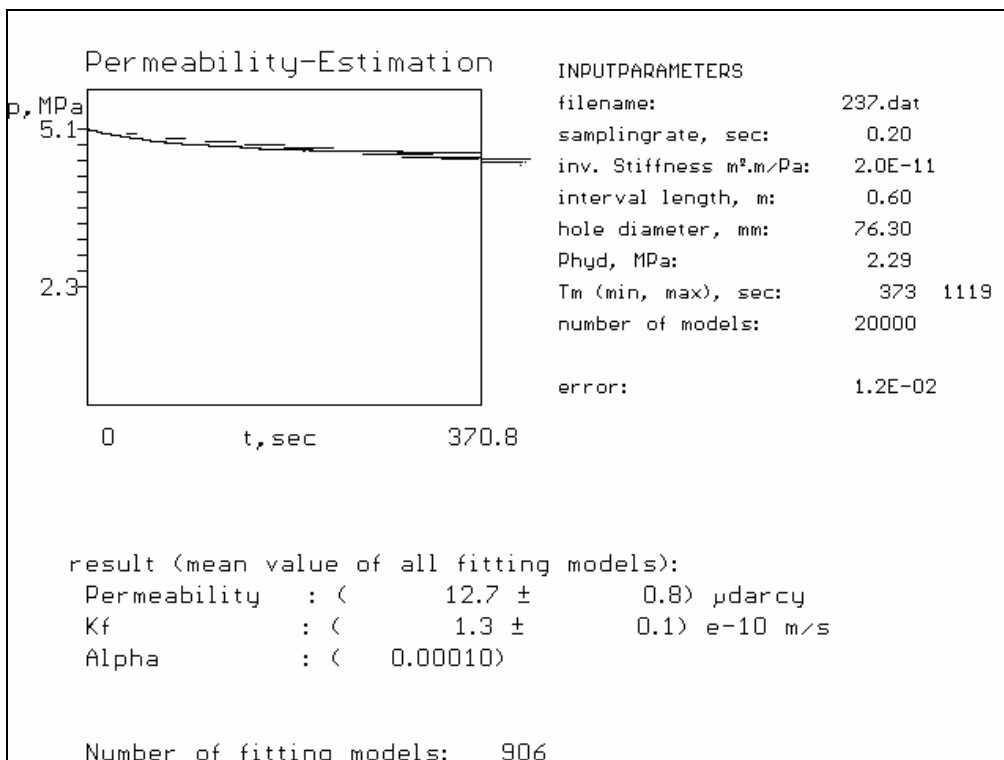 Permeability-Estimation
p,MPa
5.1
2.3
0 t,sec 370.8
INPUTPARAMETERS
filename: 237.dat
samplingrate, sec: 0.20
inv. Stiffness m².m/Pa: 2.0E-11
interval length, m: 0.60
hole diameter, mm: 76.30
Phyd, MPa: 2.29
Tm (min, max), sec: 373 1119
number of models: 20000
error: 1.2E-02
result (mean value of all fitting models):
Permeability : ( 12.7 ± 0.8) µdarcy
Kf : ( 1.3 ± 0.1) e-10 m/s
Alpha : ( 0.00010)
Number of fitting models: 906